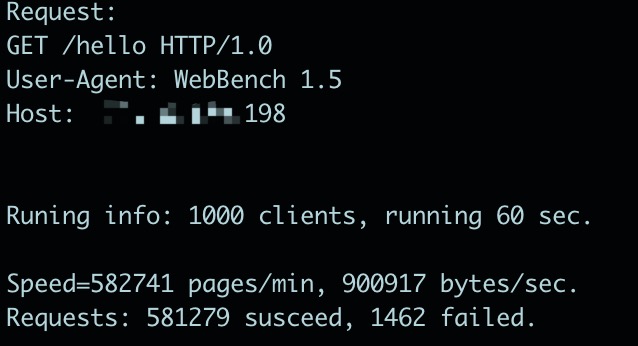 Request:
GET /hello HTTP/1.0
User-Agent: WebBench 1.5
Host: 198
Runing info: 1000 clients, running 60 sec.
Speed=582741 pages/min, 900917 bytes/sec.
Requests: 581279 susceed, 1462 failed.